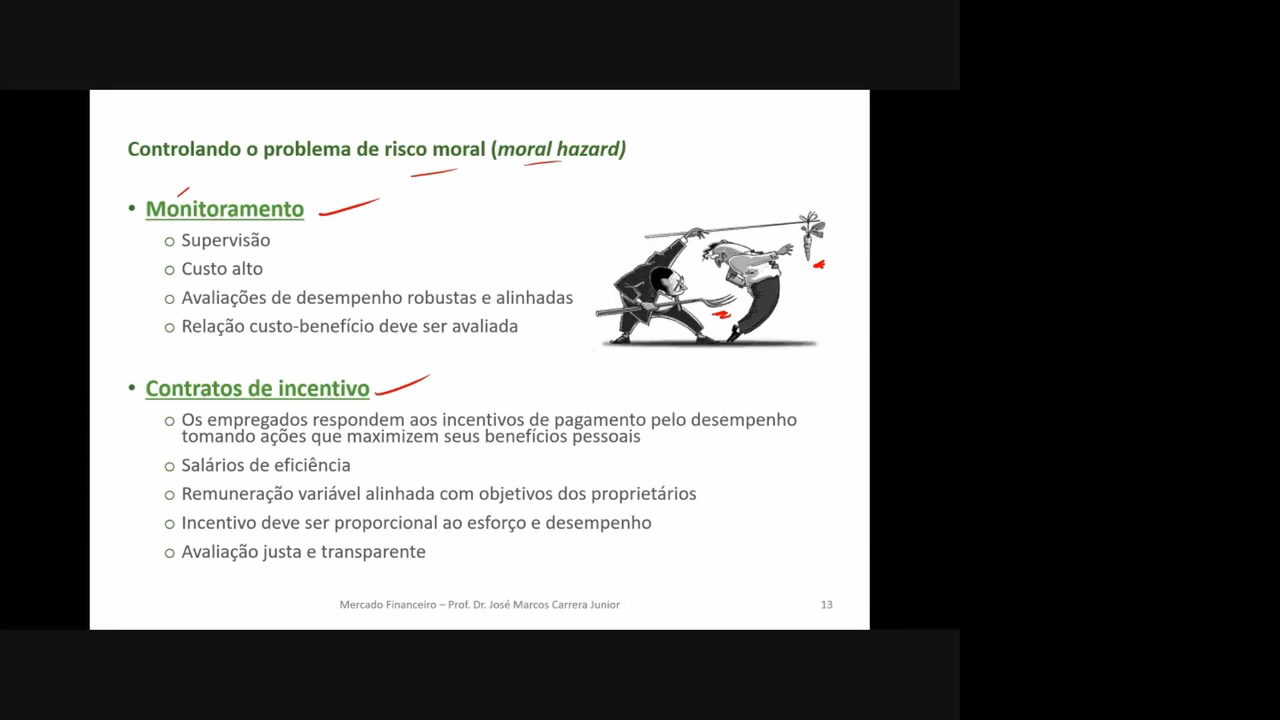 Controlando o problema de risco moral (moral hazard)
• Monitoramento
o Supervisão
o Custo alto
o Avaliações de desempenho robustas e alinhadas
o Relação custo-benefício deve ser avaliada
• Contratos de incentivo
o Os empregados respondem aos incentivos de pagamento pelo desempenho
tomando ações que maximizem seus benefícios pessoais
o Salários de eficiência
o Remuneração variável alinhada com objetivos dos proprietários
o Incentivo deve ser proporcional ao esforço e desempenho
o Avaliação justa e transparente
Mercado Financeiro – Prof. Dr. José Marcos Carrera Junior
13